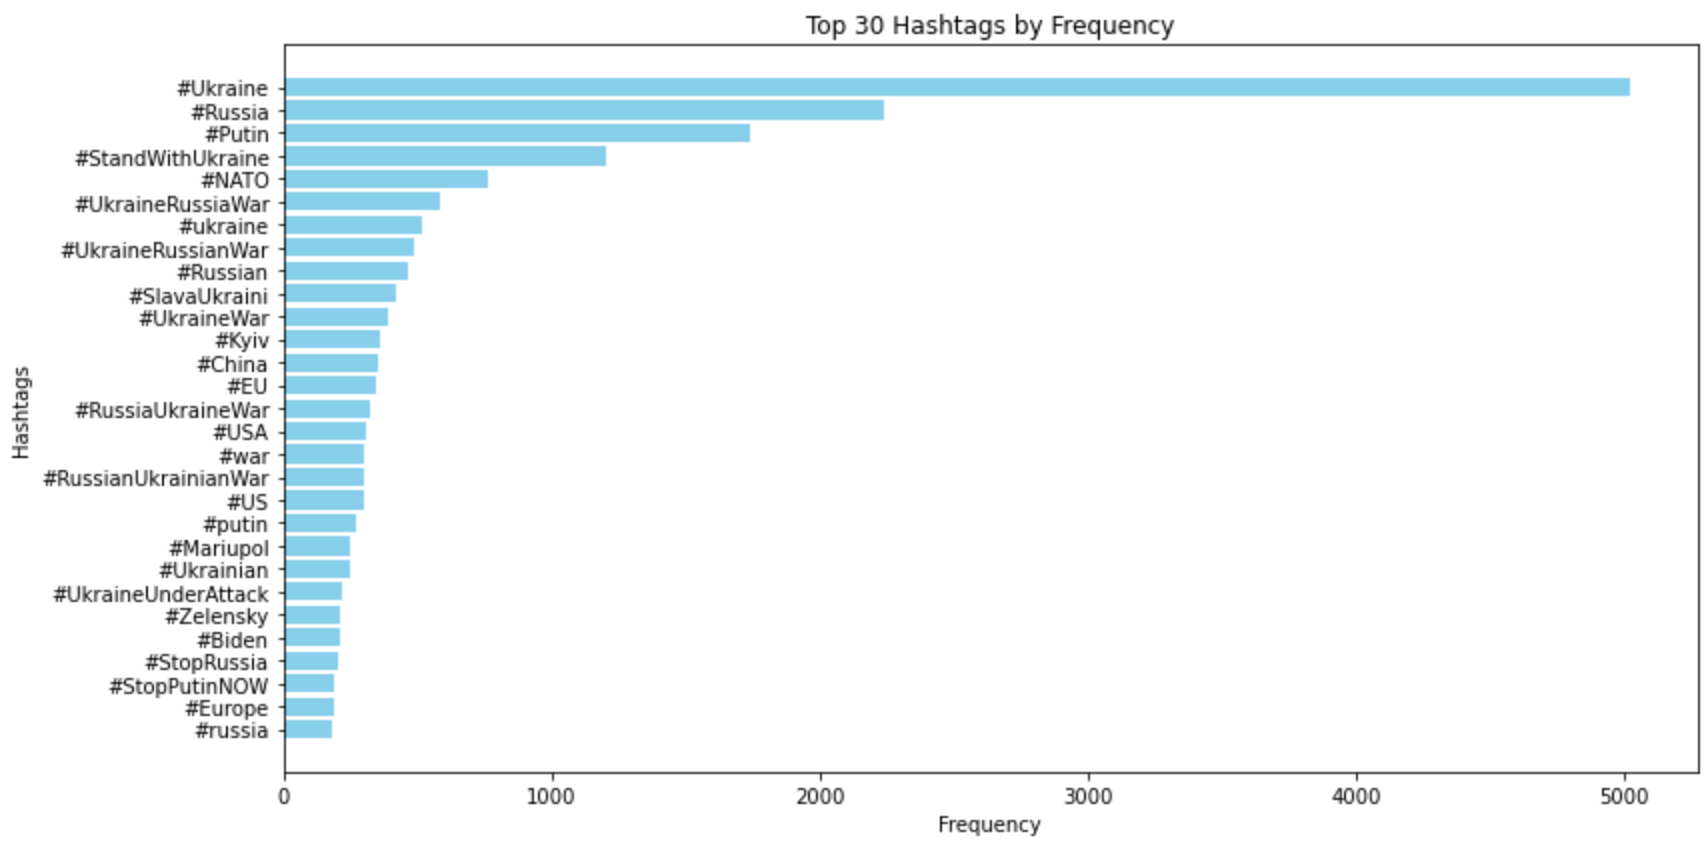 Top 30 Hashtags by Frequency
Hashtags
#Ukraine
#Russia
#Putin
#StandWithUkraine
#NATO
#UkraineRussiaWar
#ukraine
#UkraineRussianWar
#Russian
#SlavaUkraini
#UkraineWar
#Kyiv
#China
#EU
#RussiaUkraineWar
#USA
#war
#RussianUkrainianWar
#US
#putin
#Mariupol
#Ukrainian
#UkraineUnderAttack
#Zelensky
#Biden
#StopRussia
#StopPutinNOW
#Europe
#russia
0 1000 2000 3000 4000 5000
Frequency